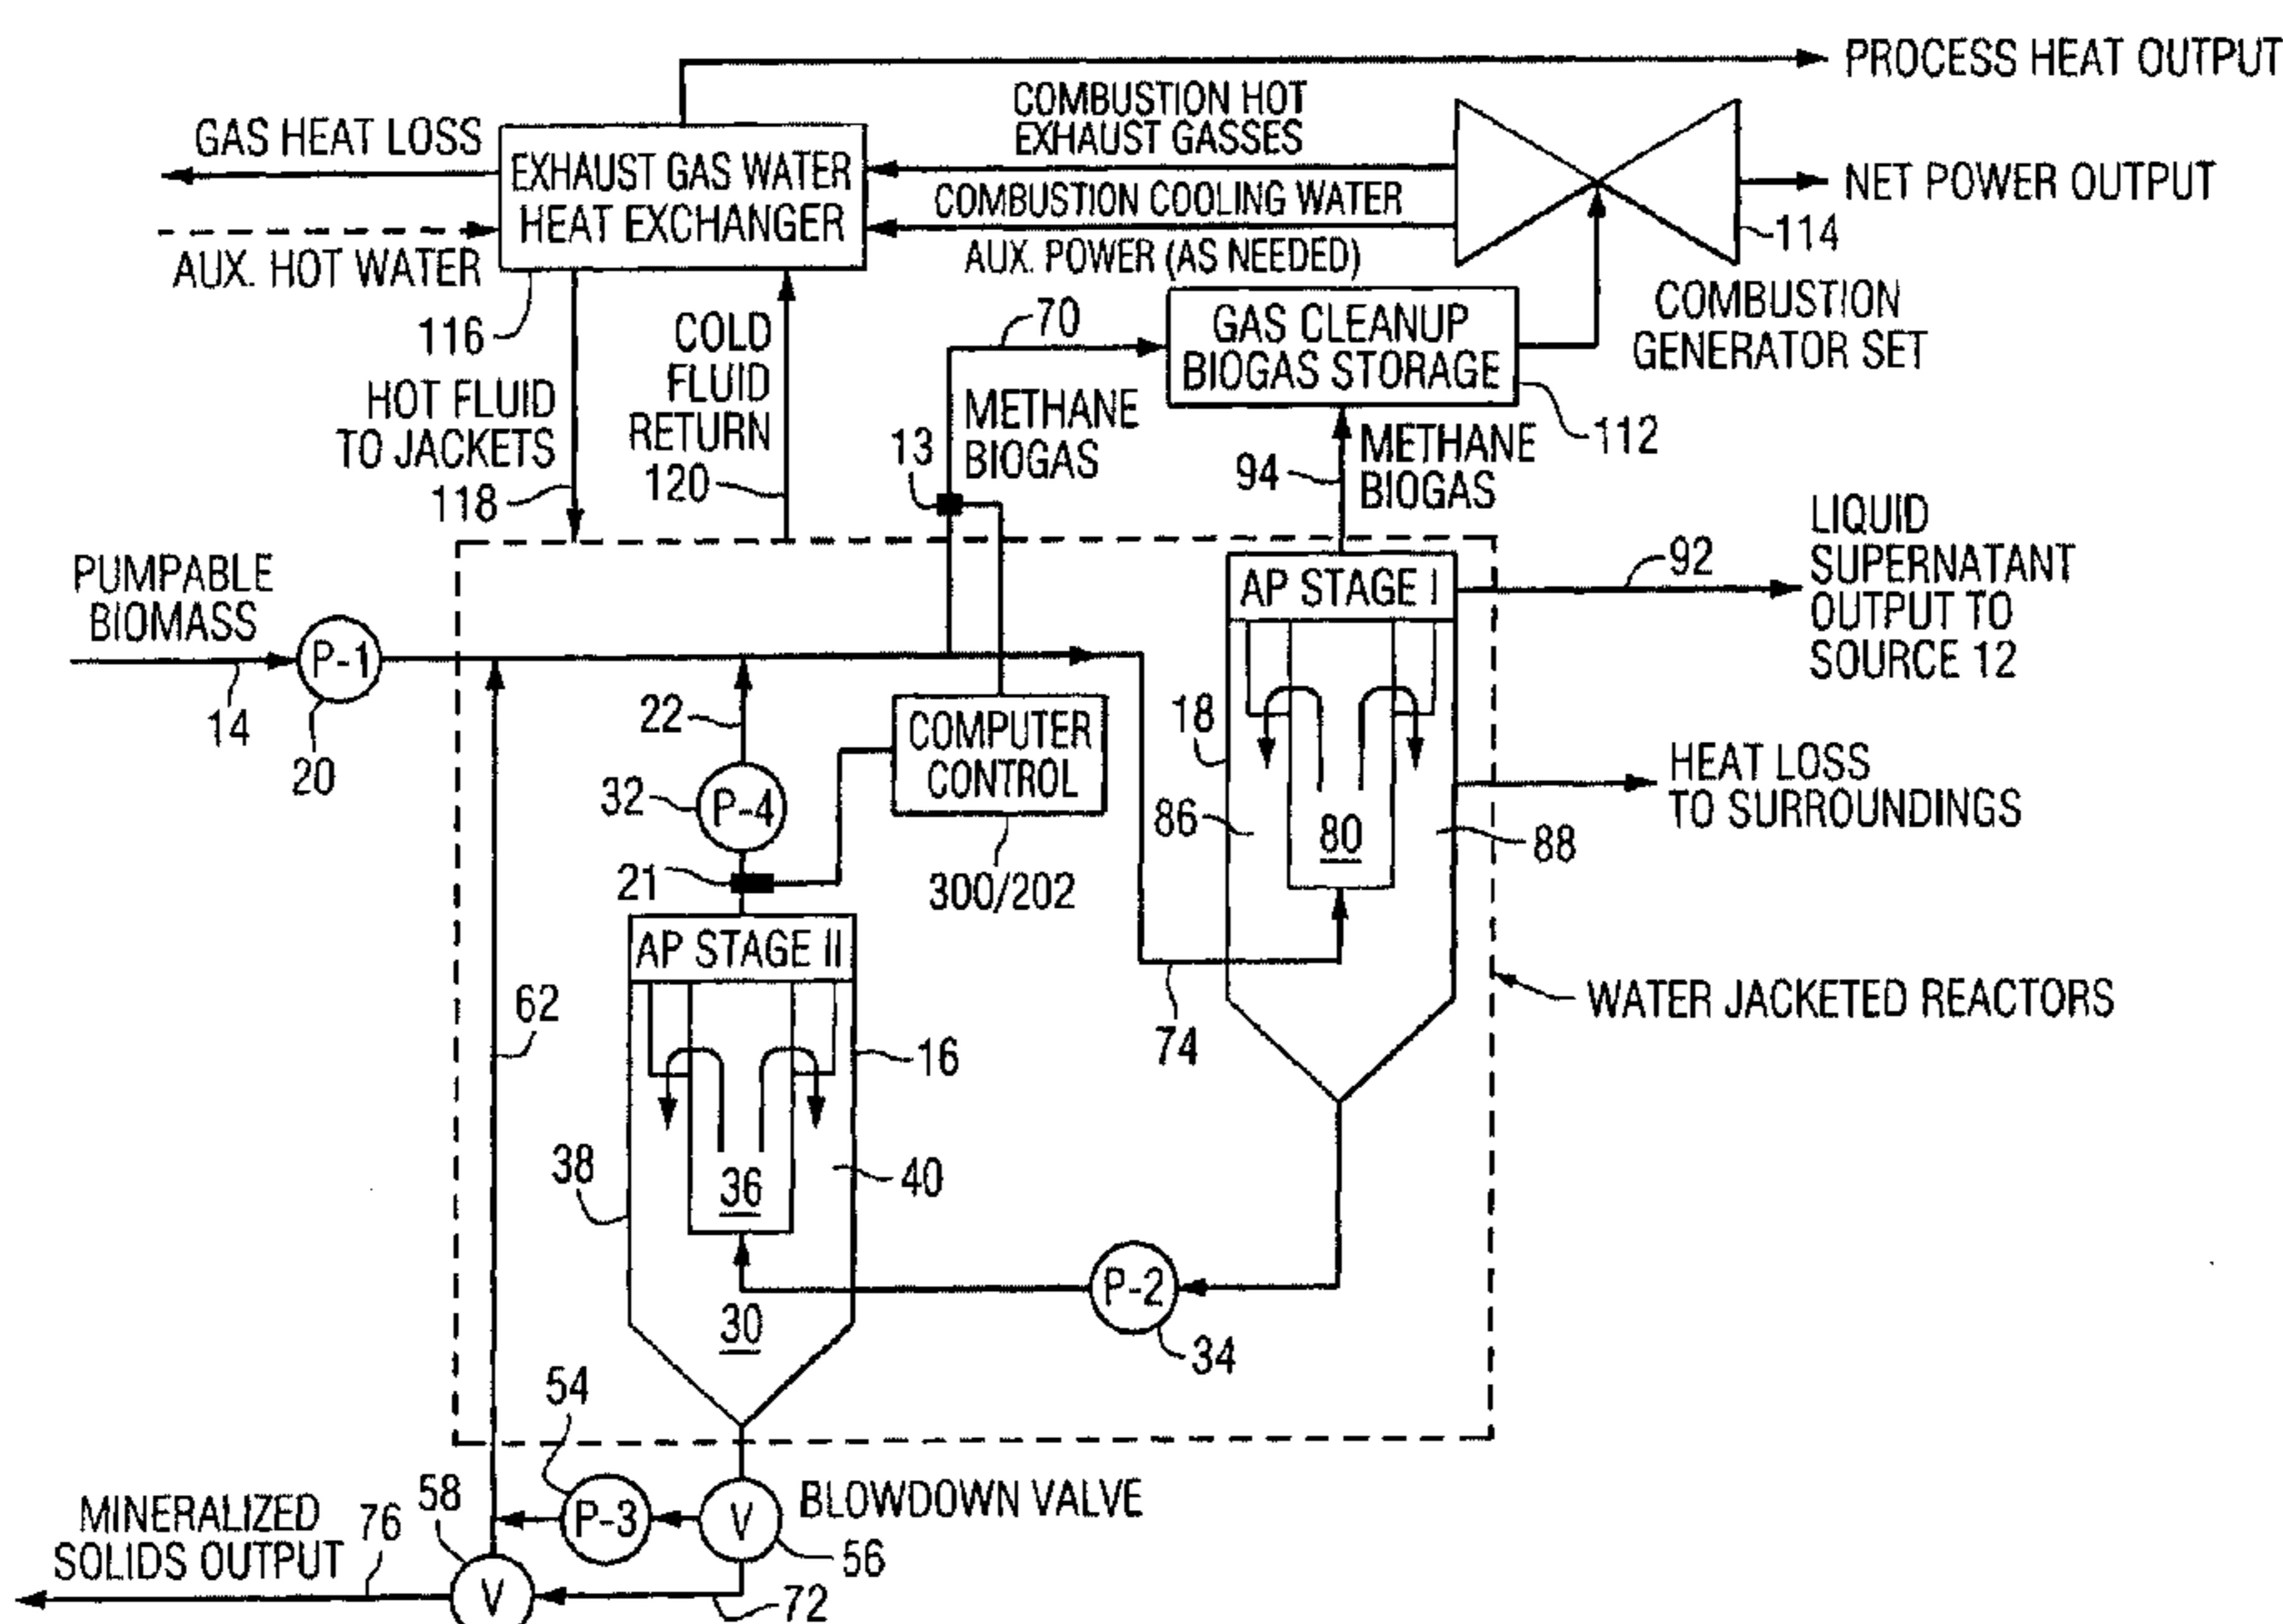 PROCESS HEAT OUTPUT
COMBUSTION HOT
EXHAUST GASSES
GAS HEAT LOSS
EXHAUST GAS WATER
HEAT EXCHANGER
NET POWER OUTPUT
COMBUSTION COOLING WATER
114
AUX. POWER (AS NEEDED)
AUX. HOT WATER
116
COLD
FLUID
RETURN
120
70
GAS CLEANUP
BIOGAS STORAGE
COMBUSTION
GENERATOR SET
HOT FLUID
TO JACKETS
118
METHANE
BIOGAS
13
112
94
METHANE
BIOGAS
LIQUID
SUPERNATANT
OUTPUT TO
SOURCE 12
92
PUMPABLE
BIOMASS
P-1
14
20
AP STAGE I
22
COMPUTER
CONTROL
18
HEAT LOSS
TO SURROUNDINGS
32
P-4
86
80
88
21
300/202
AP STAGE II
62
74
WATER JACKETED REACTORS
16
38
36
40
30
P-2
34
54
MINERALIZED
SOLIDS OUTPUT
76
58
P-3
V
BLOWDOWN VALVE
56
V
72